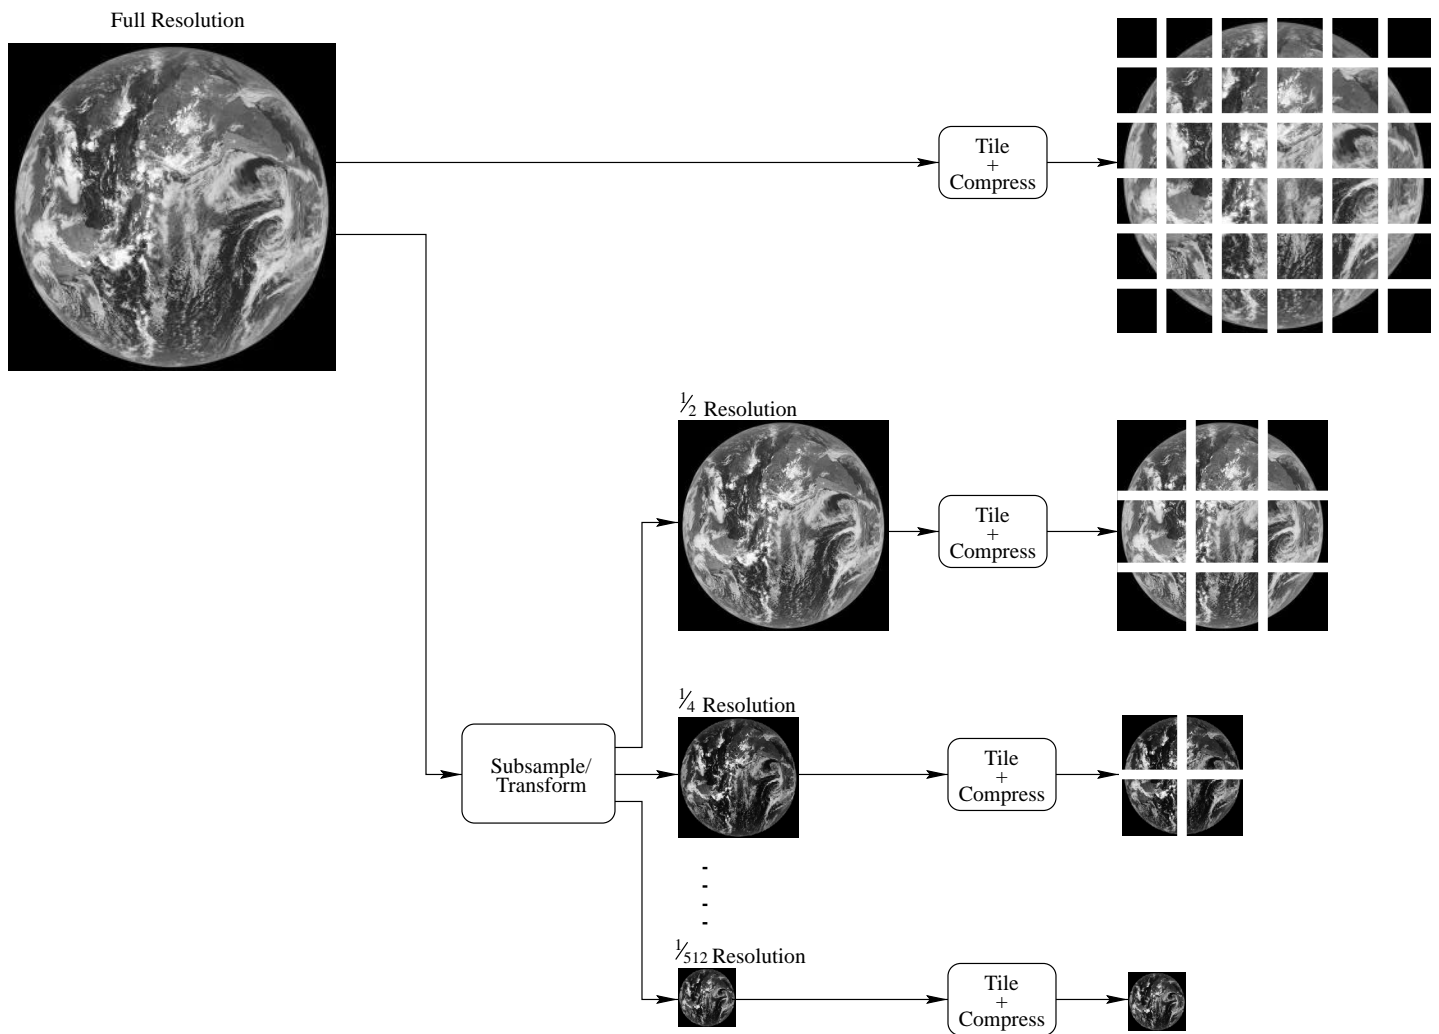 Full Resolution
Tile
+
Compress
1/2 Resolution
Tile
+
Compress
1/4 Resolution
Subsample/
Transform
Tile
+
Compress
1/512 Resolution
Tile
+
Compress